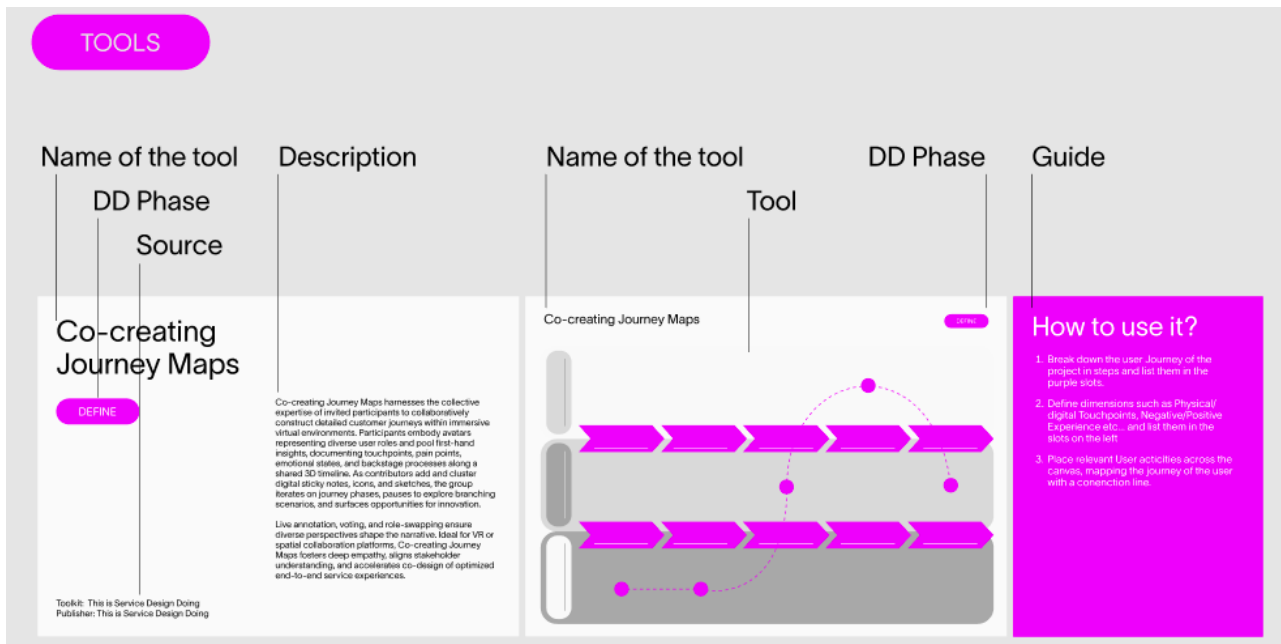 TOOLS
Name of the tool
Description
Name of the tool
DD Phase
Guide
DD Phase
Tool
Source
Co-creating
Journey Maps
DEFINE
Co-creating Journey Maps harnesses the collective
expertise of invited participants to collaboratively
construct detailed customer journeys within immersive
virtual environments. Participants embody avatars
representing diverse user roles and pool first-hand
insights, documenting touchpoints, pain points,
emotional states, and backstage processes along a
shared 3D timeline. As contributors add and cluster
digital sticky notes, icons, and sketches, the group
iterates on journey phases, pauses to explore branching
scenarios, and surfaces opportunities for innovation.
Live annotation, voting, and role-swapping ensure
diverse perspectives shape the narrative. Ideal for VR or
spatial collaboration platforms, Co-creating Journey
Maps fosters deep empathy, aligns stakeholder
understanding, and accelerates co-design of optimized
end-to-end service experiences.
Toolkit: This is Service Design Doing
Publisher: This is Service Design Doing
Co-creating Journey Maps
DEFINE
How to use it?
1. Break down the user Journey of the
project in steps and list them in the
purple slots.
2. Define dimensions such as Physical/
digital Touchpoints, Negative/Positive
Experience etc... and list them in the
slots on the left
3. Place relevant User acticities across the
canvas, mapping the journey of the user
with a conenction line.